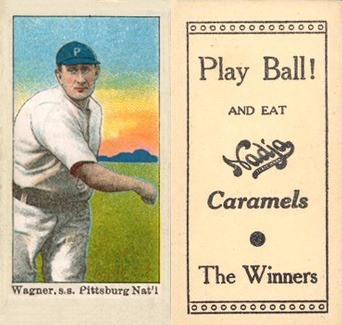 P
Wagner, s.s. Pittsburg Nat'l
Play Ball!
AND EAT
Nadja
Caramels
The Winners